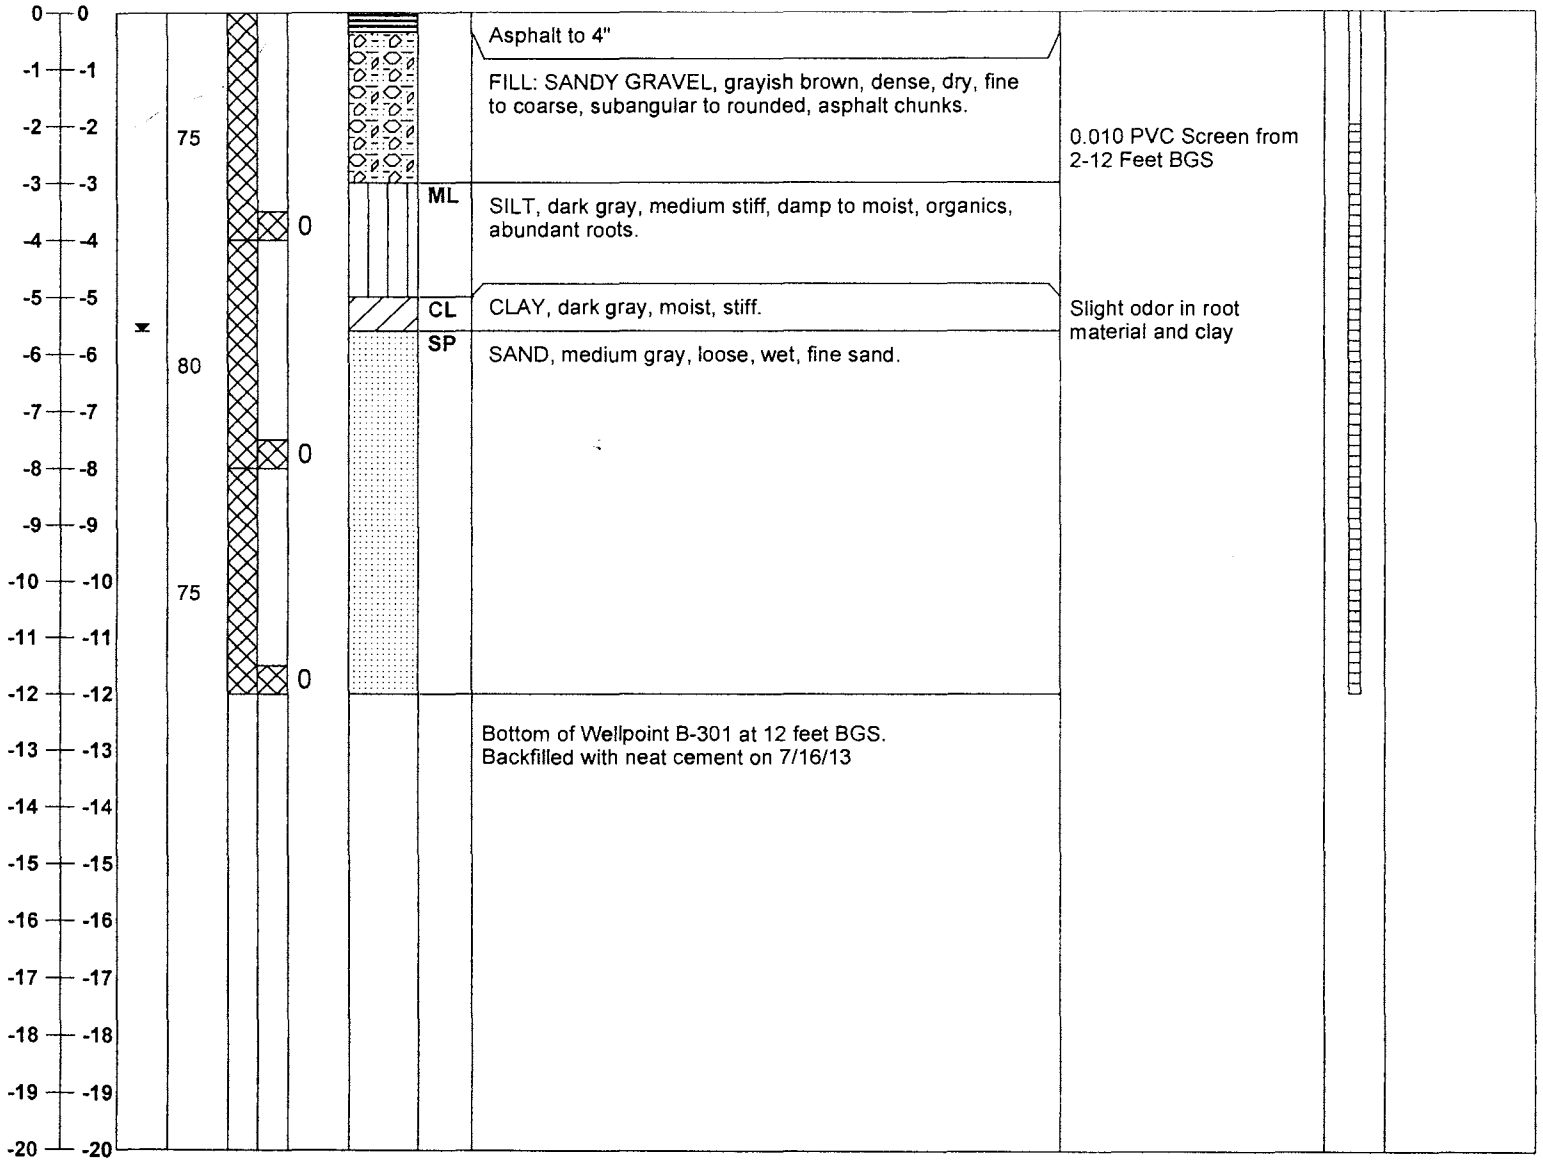 0 0
Asphalt to 4"
-1 -1
FILL: SANDY GRAVEL, grayish brown, dense, dry, fine
to coarse, subangular to rounded, asphalt chunks.
-2 -2
75
0.010 PVC Screen from
2-12 Feet BGS
-3 -3
ML
SILT, dark gray, medium stiff, damp to moist, organics,
abundant roots.
0
-4 -4
-5 -5
CL
CLAY, dark gray, moist, stiff.
Slight odor in root
material and clay
SP
SAND, medium gray, loose, wet, fine sand.
-6 -6
80
-7 -7
0
-8 -8
-9 -9
-10 -10
75
-11 -11
0
-12 -12
Bottom of Wellpoint B-301 at 12 feet BGS.
Backfilled with neat cement on 7/16/13
-13 -13
-14 -14
-15 -15
-16 -16
-17 -17
-18 -18
-19 -19
-20 -20